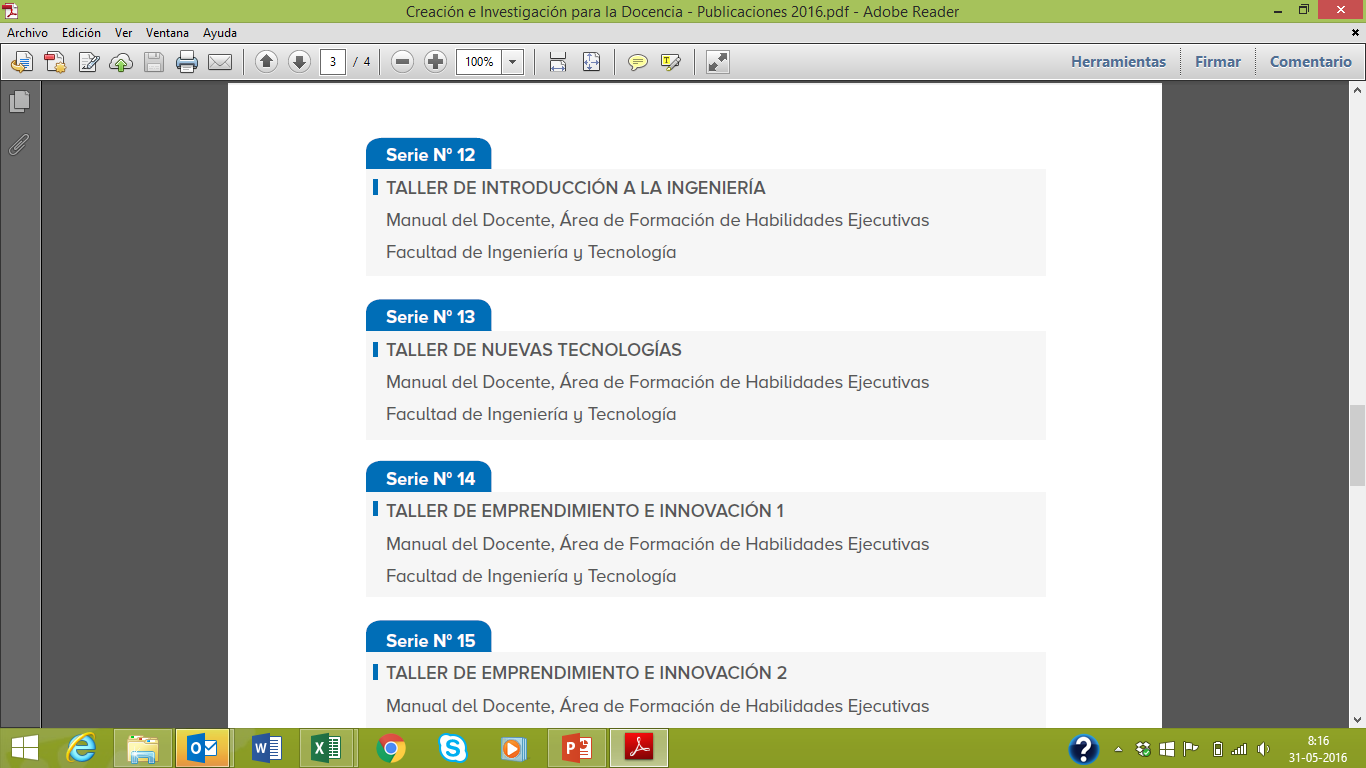 Creación e Investigación para la Docencia - Publicaciones 2016.pdf - Adobe Reader
Archivo Edición Ver Ventana Ayuda
3 / 4 100% Herramientas Firmar Comentario
Serie Nº 12
TALLER DE INTRODUCCIÓN A LA INGENIERÍA
Manual del Docente, Área de Formación de Habilidades Ejecutivas
Facultad de Ingeniería y Tecnología
Serie Nº 13
TALLER DE NUEVAS TECNOLOGÍAS
Manual del Docente, Área de Formación de Habilidades Ejecutivas
Facultad de Ingeniería y Tecnología
Serie Nº 14
TALLER DE EMPRENDIMIENTO E INNOVACIÓN 1
Manual del Docente, Área de Formación de Habilidades Ejecutivas
Facultad de Ingeniería y Tecnología
Serie Nº 15
TALLER DE EMPRENDIMIENTO E INNOVACIÓN 2
Manual del Docente, Área de Formación de Habilidades Ejecutivas
8:16
31-05-2016